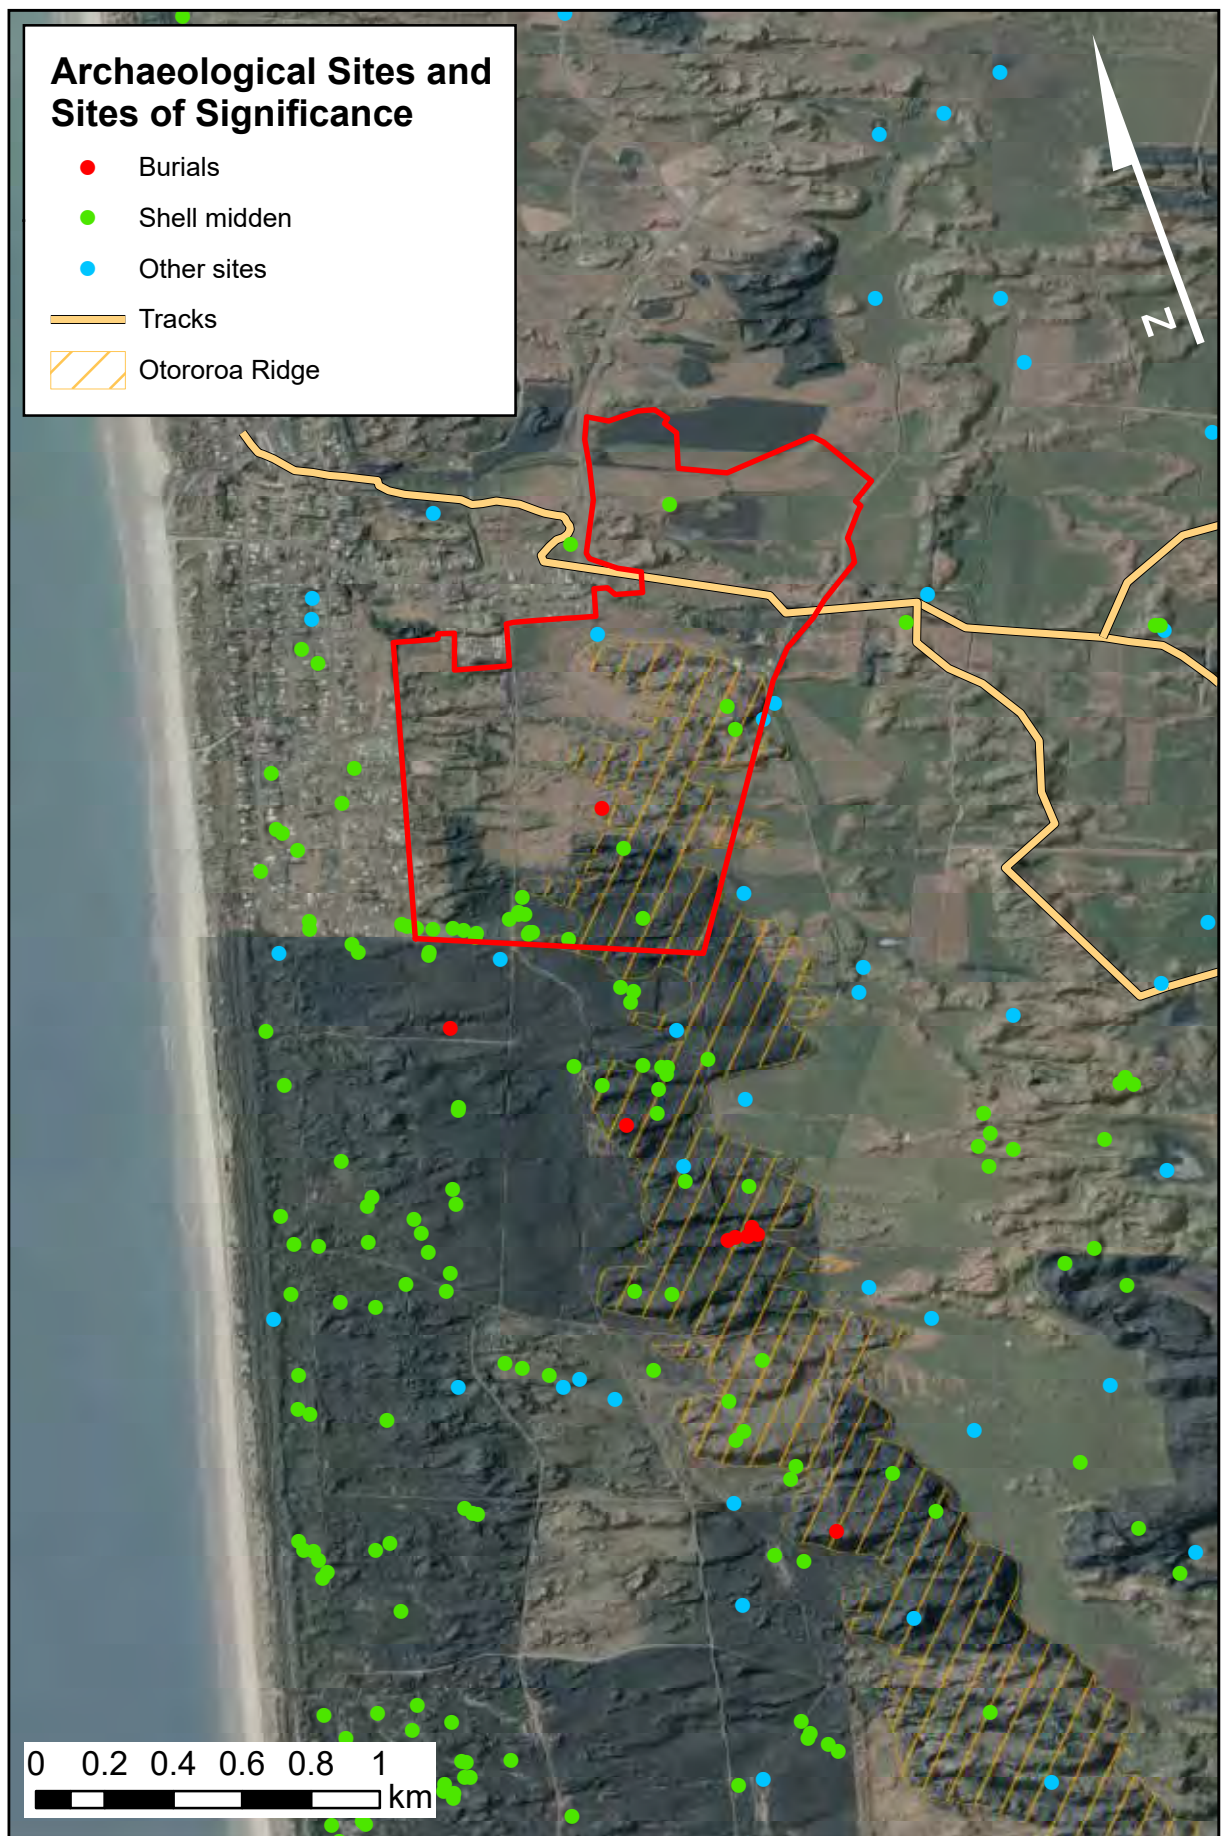 Archaeological Sites and
Sites of Significance
Burials
Shell midden
Other sites
Tracks
Otororoa Ridge
N
0 0.2 0.4 0.6 0.8 1
km